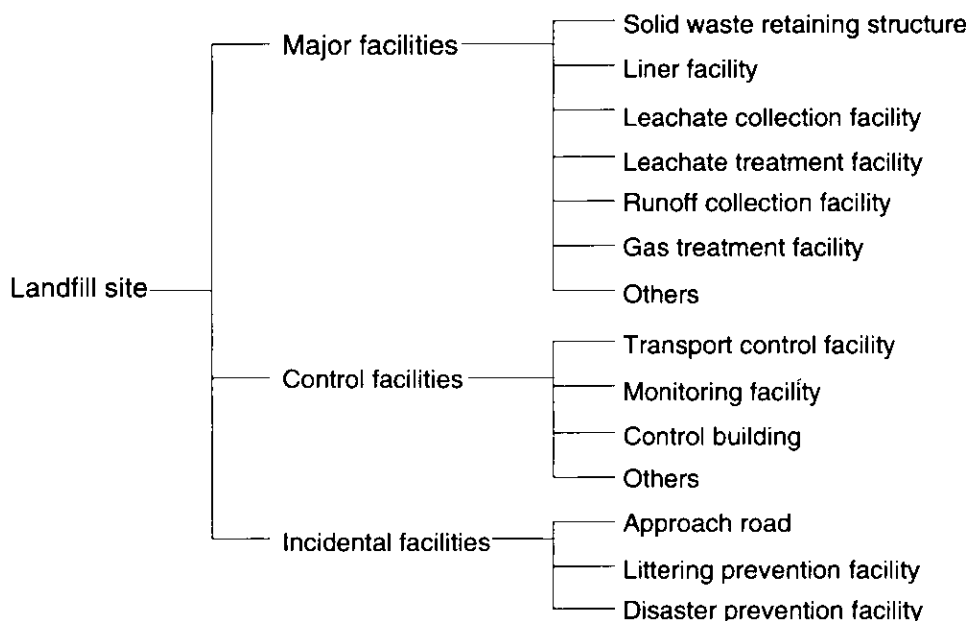 Landfill site
Major facilities
Solid waste retaining structure
Liner facility
Leachate collection facility
Leachate treatment facility
Runoff collection facility
Gas treatment facility
Others
Control facilities
Transport control facility
Monitoring facility
Control building
Others
Incidental facilities
Approach road
Littering prevention facility
Disaster prevention facility